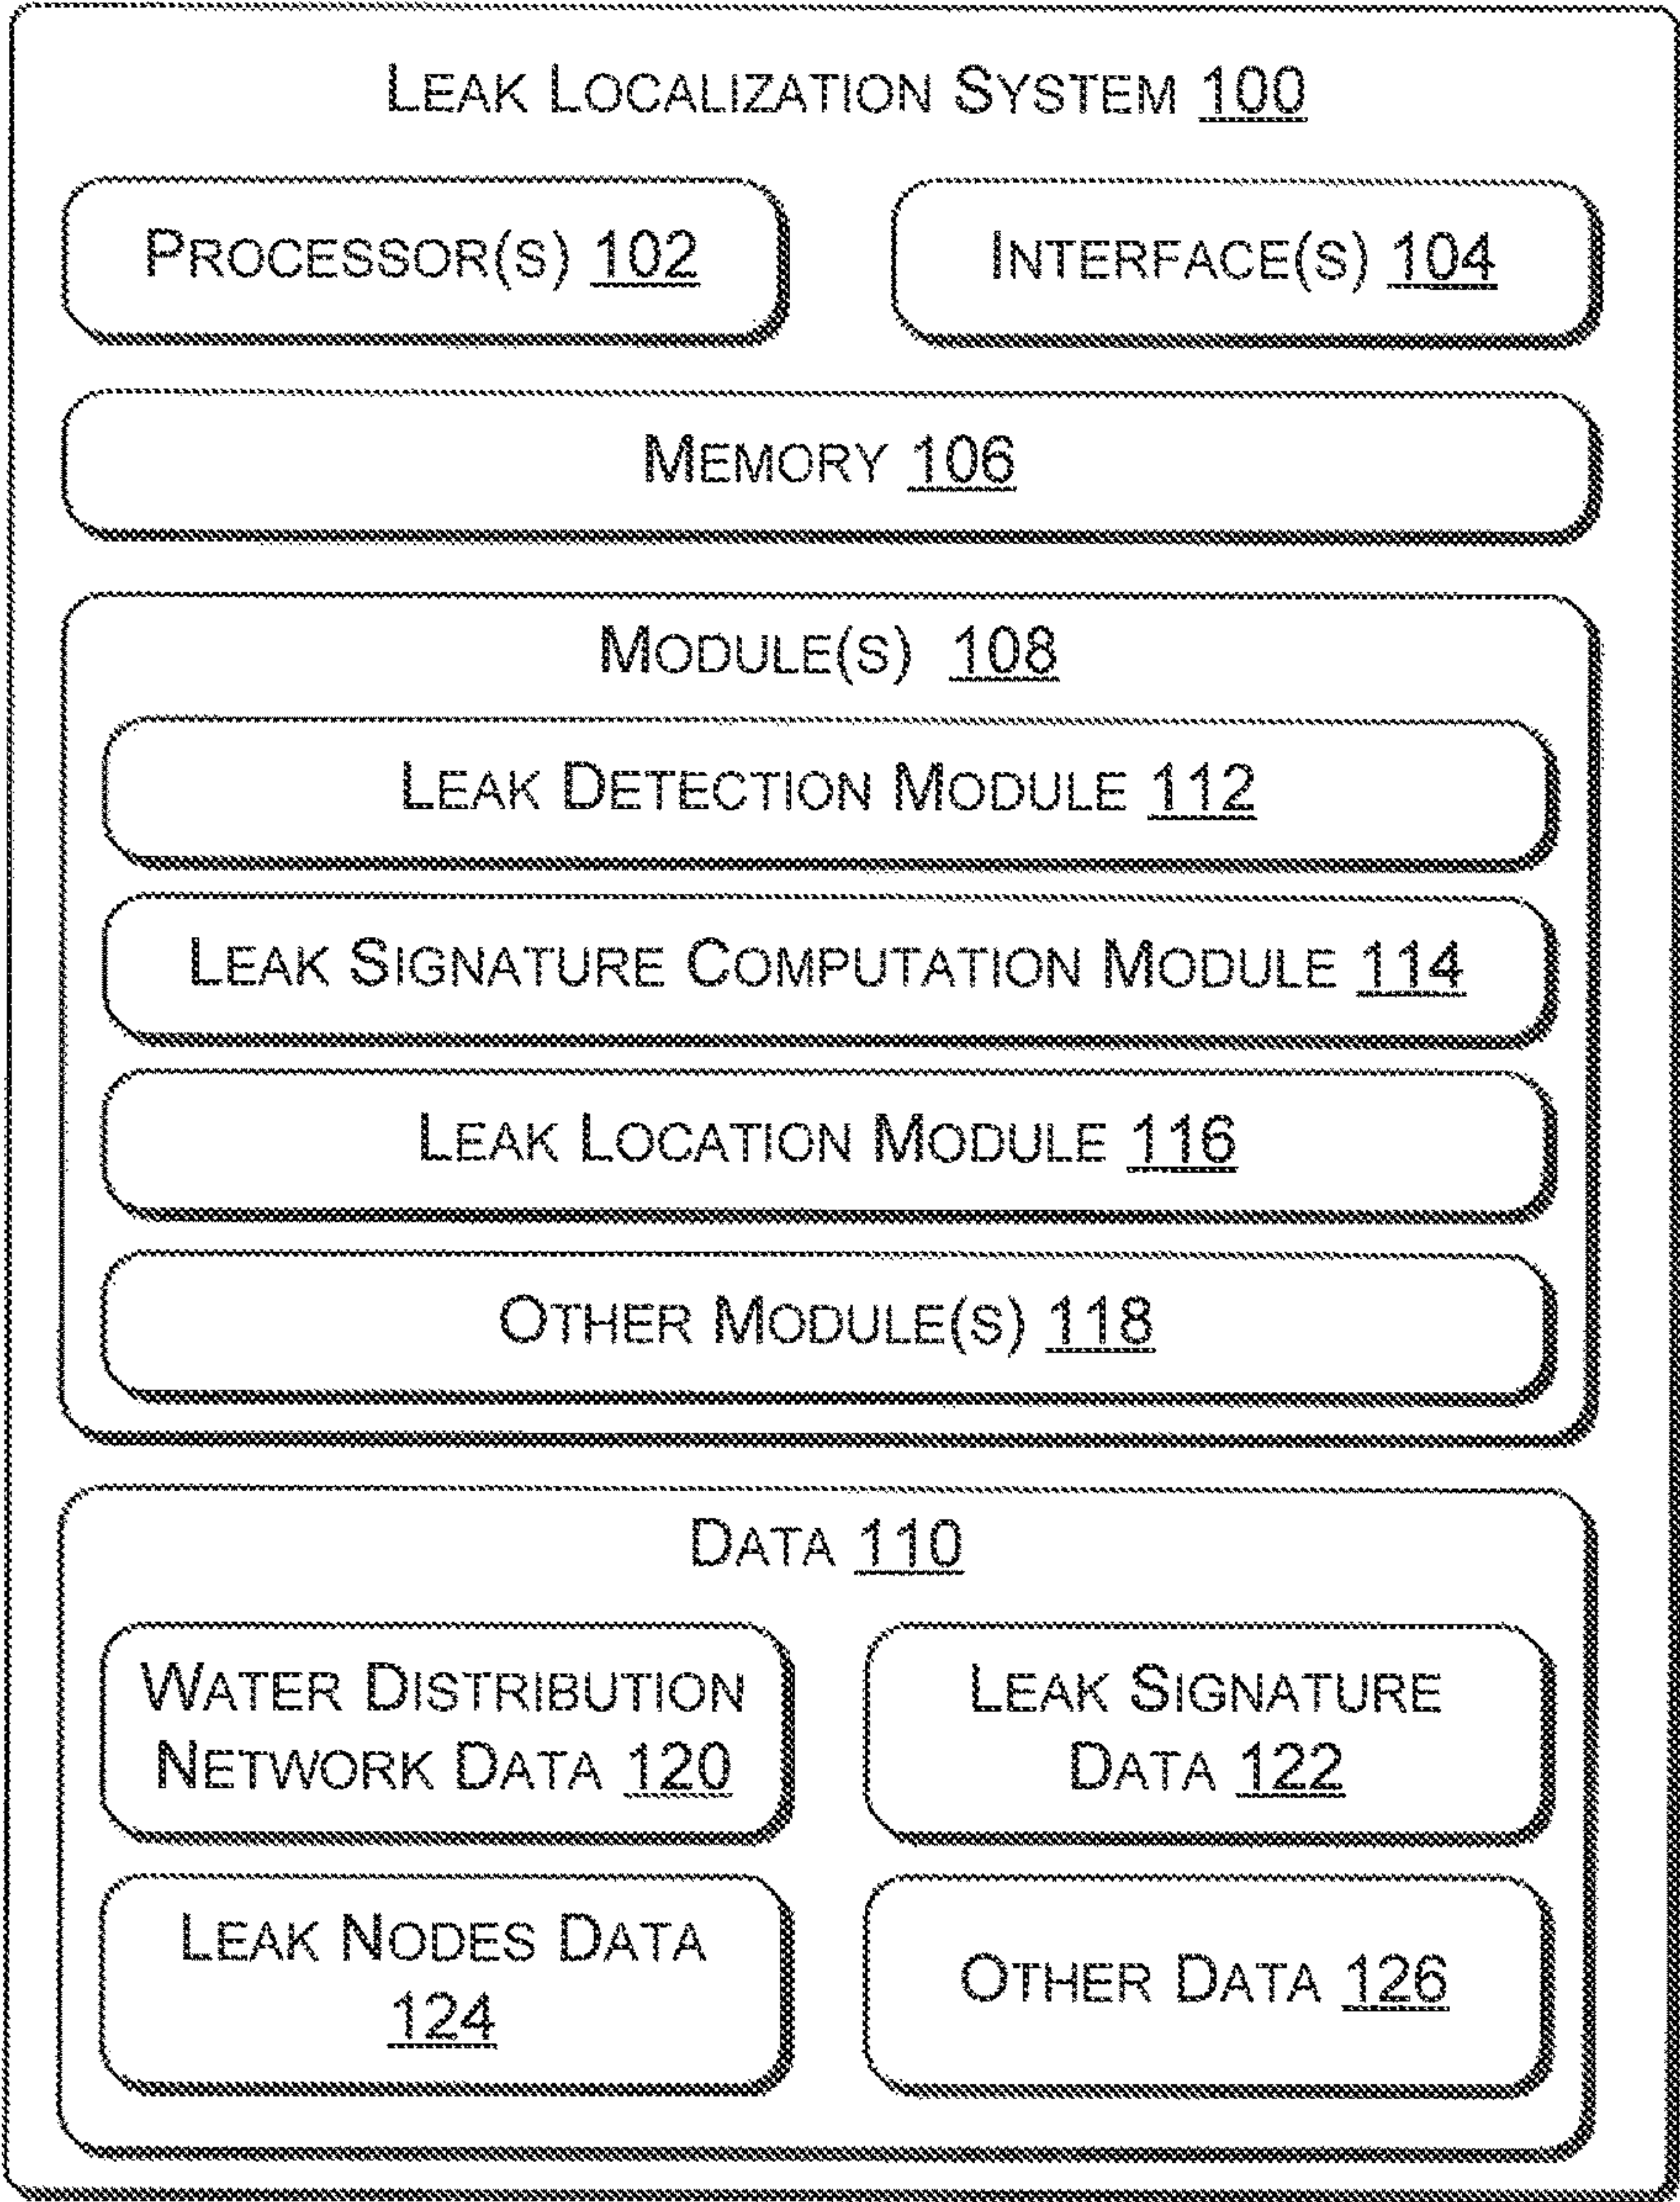 LEAK LOCALIZATION SYSTEM 100
PROCESSOR(S) 102
INTERFACE(S) 104
MEMORY 106
MODULE(S) 108
LEAK DETECTION MODULE 112
LEAK SIGNATURE COMPUTATION MODULE 114
LEAK LOCATION MODULE 116
OTHER MODULE(S) 118
DATA 110
WATER DISTRIBUTION
NETWORK DATA 120
LEAK SIGNATURE
DATA 122
LEAK NODES DATA
124
OTHER DATA 126